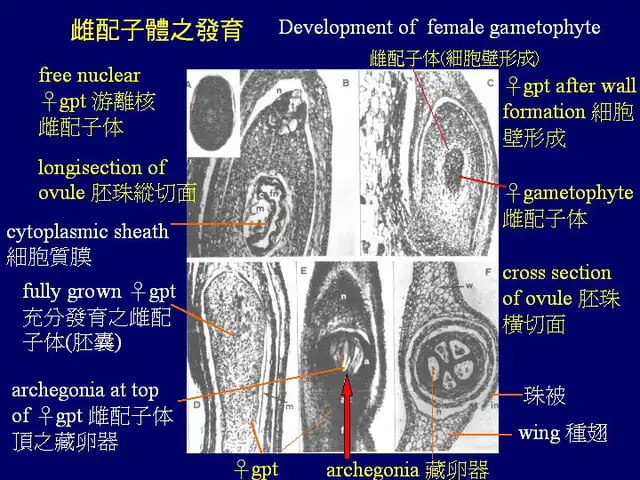 雌配子體之發育
Development of female gametophyte
雌配子体(細胞壁形成)
free nuclear
♀gpt 游離核
雌配子体
longisection of
ovule 胚珠縱切面
cytoplasmic sheath
細胞質膜
fully grown ♀gpt
充分發育之雌配
子体(胚囊)
archegonia at top
of ♀gpt 雌配子体
頂之藏卵器
♀gpt after wall
formation 細胞
壁形成
♀gametophyte
雌配子体
cross section
of ovule 胚珠
橫切面
珠被
wing 種翅
♀gpt
archegonia 藏卵器
A
B
n
m
C
D
m
E
n
a
F
w
in
n